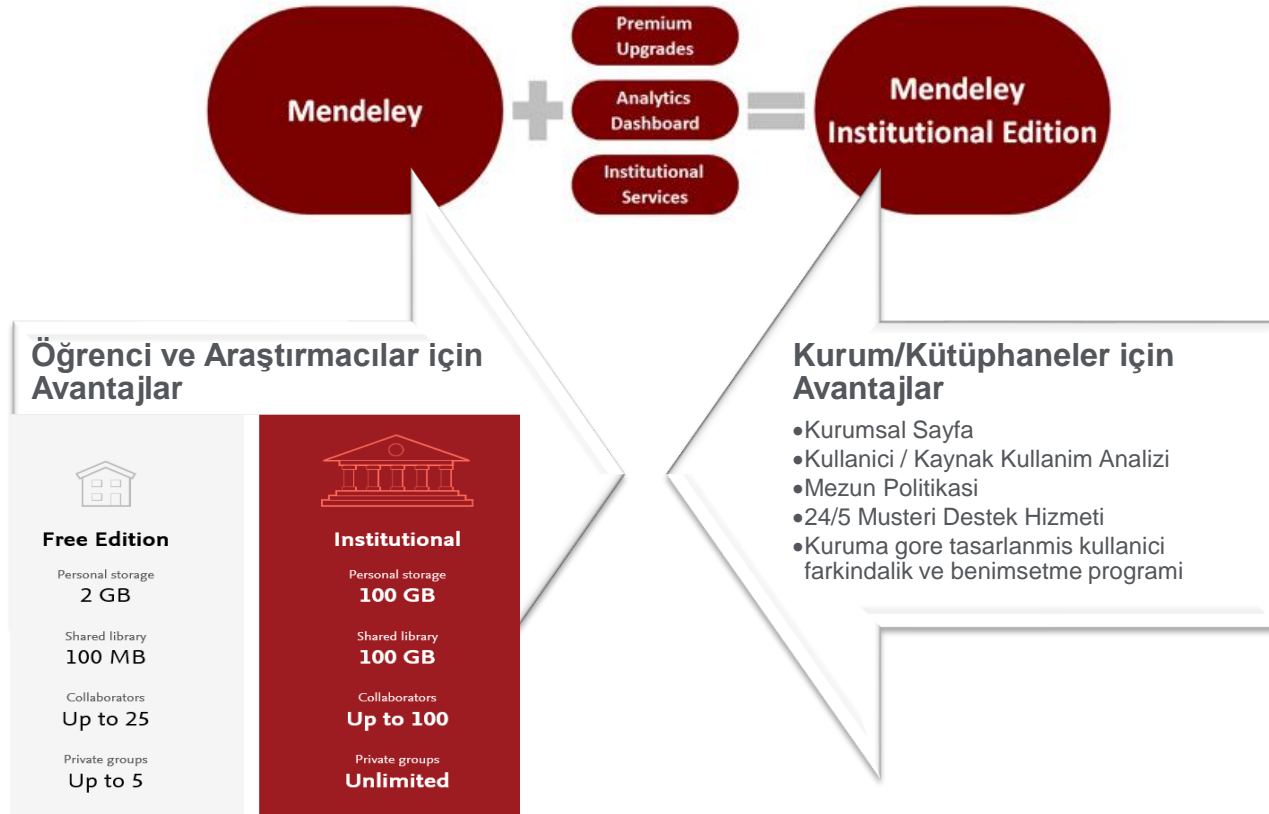 Mendeley
Premium
Upgrades
Analytics
Dashboard
Institutional
Services
Mendeley
Institutional Edition
Öğrenci ve Araştırmacılar için
Avantajlar
Free Edition
Personal storage
2 GB
Shared library
100 MB
Collaborators
Up to 25
Private groups
Up to 5
Institutional
Personal storage
100 GB
Shared library
100 GB
Collaborators
Up to 100
Private groups
Unlimited
Kurum/Kütüphaneler için
Avantajlar
•Kurumsal Sayfa
•Kullanici / Kaynak Kullanim Analizi
•Mezun Politikasi
•24/5 Musteri Destek Hizmeti
•Kuruma gore tasarlanmis kullanici
farkindalik ve benimsetme programi